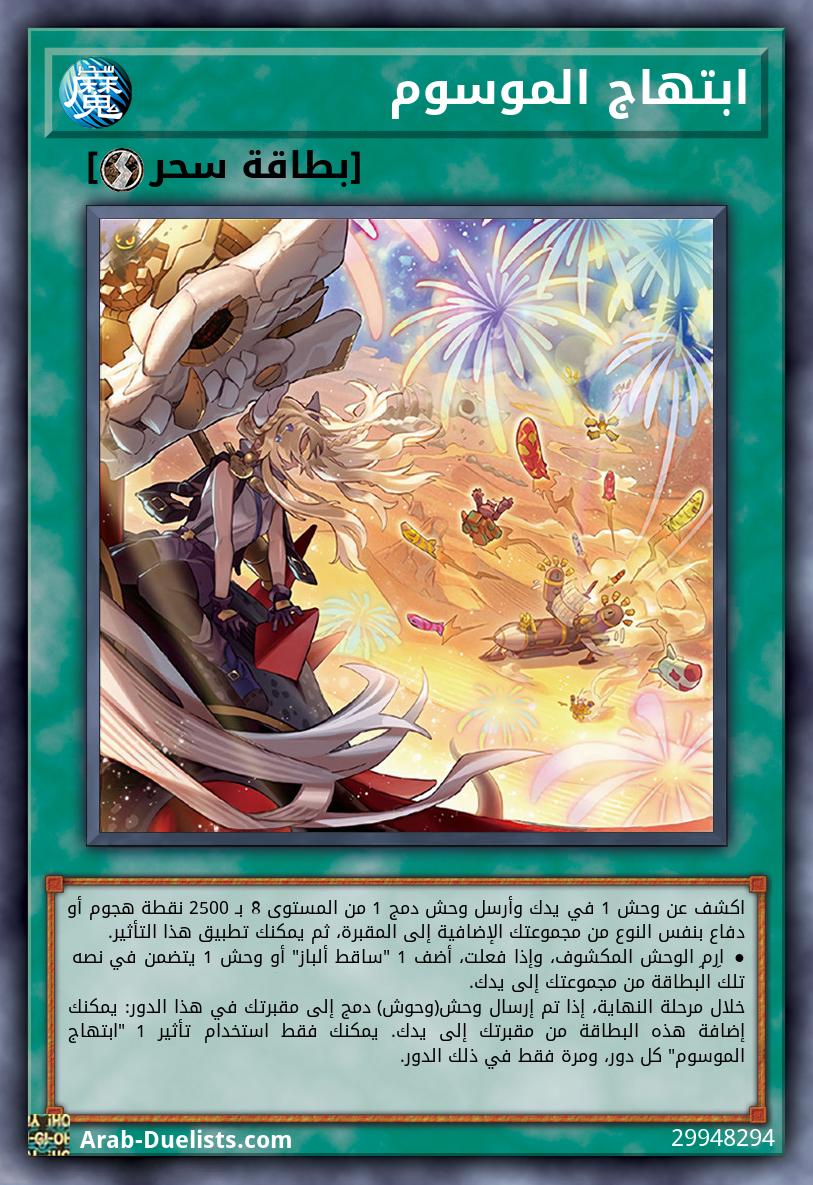 ابتهاج الموسوم
魔
[بطاقة سحر]
اكشف عن وحش 1 في يدك وأرسل وحش دمج 1 من المستوى 8 بـ 2500 نقطة هجوم أو
دفاع بنفس النوع من مجموعتك الإضافية إلى المقبرة، ثم يمكنك تطبيق هذا التأثير.
● اِرمِ الوحش المكشوف، وإذا فعلت، أضف 1 "ساقط ألباز" أو وحش 1 يتضمن في نصه
تلك البطاقة من مجموعتك إلى يدك.
خلال مرحلة النهاية، إذا تم إرسال وحش(وحوش) دمج إلى مقبرتك في هذا الدور: يمكنك
إضافة هذه البطاقة من مقبرتك إلى يدك. يمكنك فقط استخدام تأثير 1 "ابتهاج
الموسوم" كل دور، ومرة فقط في ذلك الدور.
Arab-Duelists.com
29948294